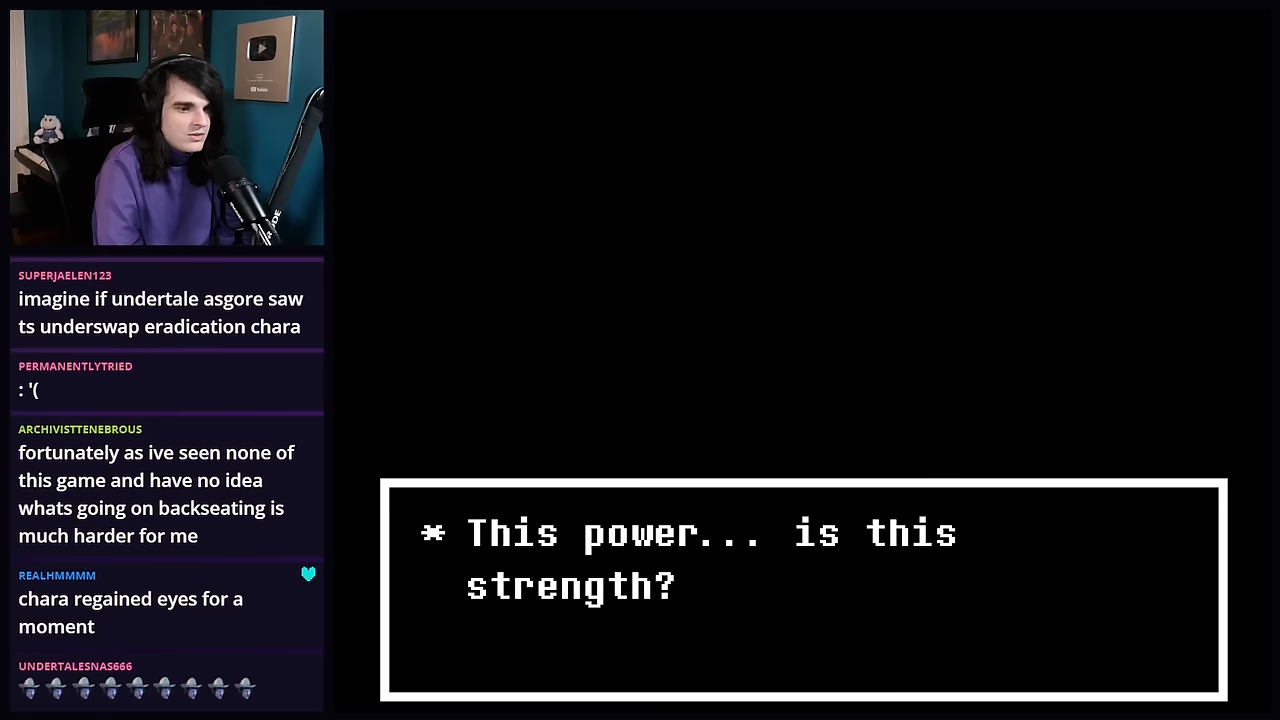 SUPERJAELEN123
imagine if undertale asgore saw
ts underswap eradication chara
PERMANENTLYTRIED
: '(
ARCHIVISTTENEBROUS
fortunately as ive seen none of
this game and have no idea
whats going on backseating is
much harder for me
REALHMMMM
chara regained eyes for a
moment
UNDERTALESNAS666
* This power... is this
strength?